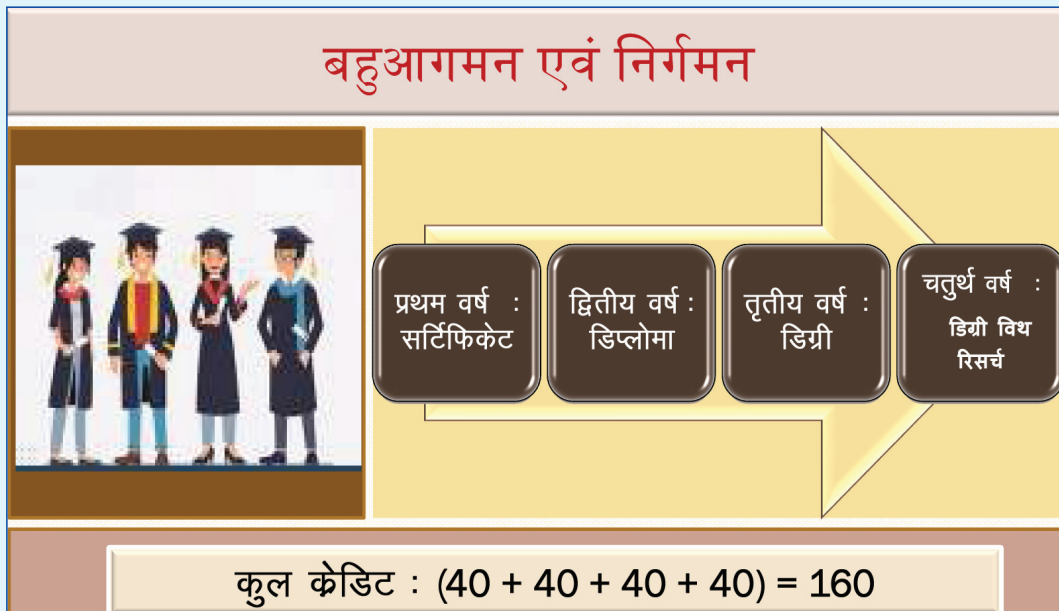 बहुआगमन एवं निर्गमन
प्रथम वर्ष :
सर्टिफिकेट
द्वितीय वर्ष :
डिप्लोमा
तृतीय वर्ष :
डिग्री
चतुर्थ वर्ष :
डिग्री विथ
रिसर्च
कुल क्रेडिट : (40 + 40 + 40 + 40) = 160